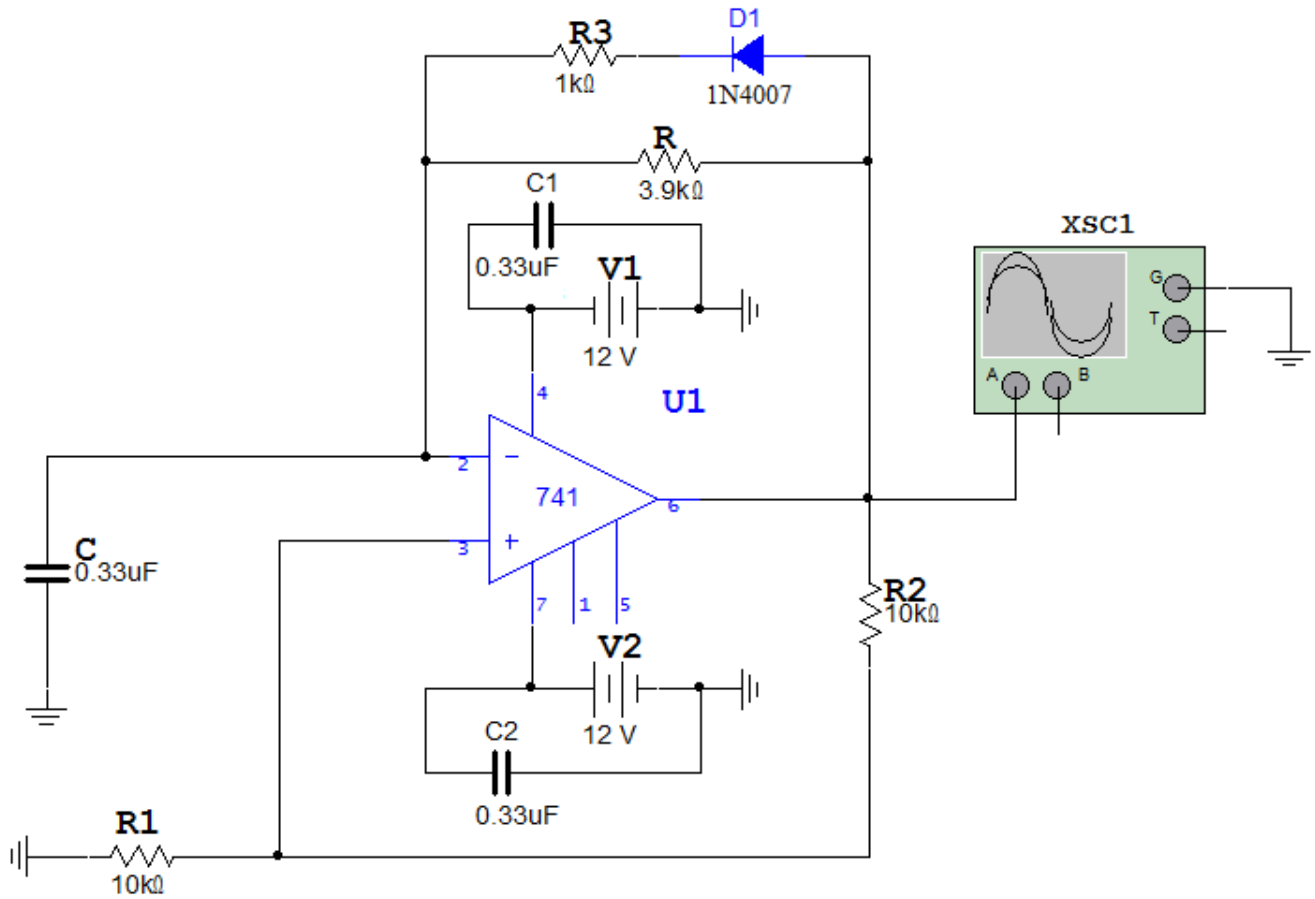 D1
R3
1kΩ
1N4007
R
3.9kΩ
C1
0.33uF
V1
12 V
XSC1
G
T
A
B
4
U1
2
−
741
6
3
+
C
0.33uF
7
1
5
R2
10kΩ
V2
12 V
C2
0.33uF
R1
10kΩ